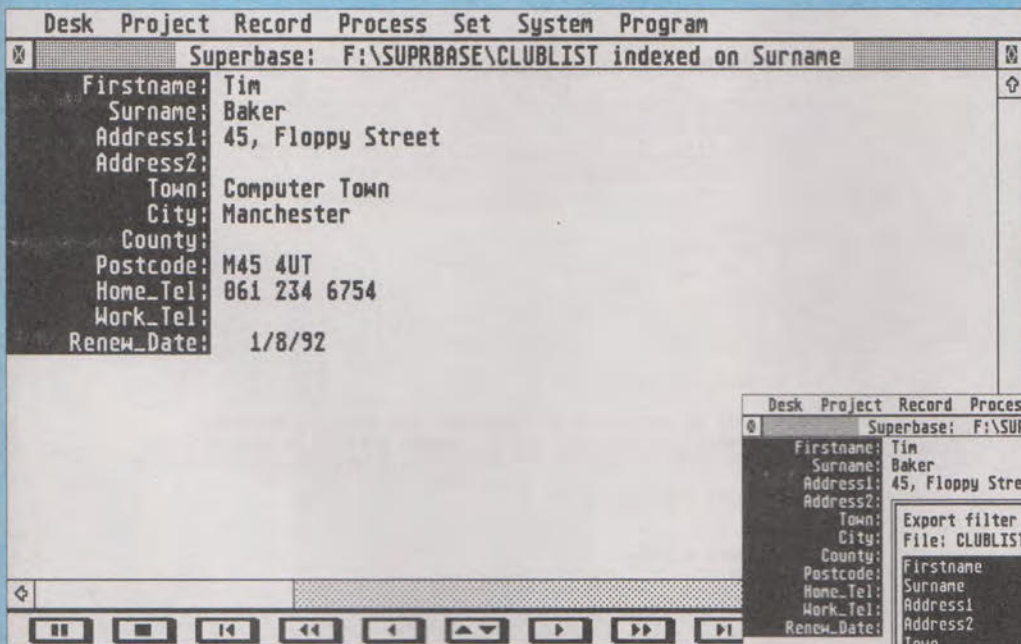 Desk Project Record Process Set System Program
Superbase: F:\SUPRBASE\CLUBLIST indexed on Surname
Firstname: Tim
Surname: Baker
Address1: 45, Floppy Street
Address2:
Town: Computer Town
City: Manchester
County:
Postcode: M45 4UT
Home_Tel: 061 234 6754
Work_Tel:
Renew_Date: 1/8/92
Desk Project Record Proces
Superbase: F:\SUP
Firstname: Tim
Surname: Baker
Address1: 45, Floppy Stre
Address2:
Town:
City:
County:
Postcode:
Home_Tel:
Work_Tel:
Renew_Date:
Export filter
File: CLUBLIST
Firstname
Surname
Address1
Address2
Town